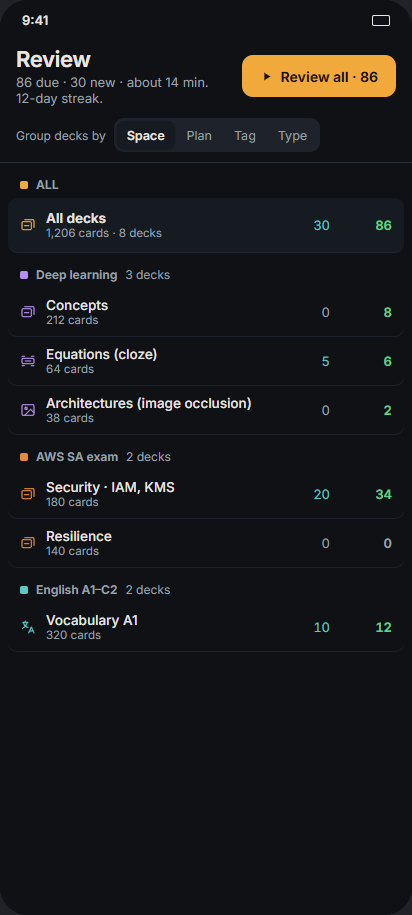 9:41
Review
86 due · 30 new · about 14 min.
12-day streak.
Review all · 86
Group decks by Space Plan Tag Type
ALL
All decks
1,206 cards · 8 decks
30 86
Deep learning 3 decks
Concepts
212 cards
0 8
Equations (cloze)
64 cards
5 6
Architectures (image occlusion)
38 cards
0 2
AWS SA exam 2 decks
Security · IAM, KMS
180 cards
20 34
Resilience
140 cards
0 0
English A1–C2 2 decks
Vocabulary A1
320 cards
10 12